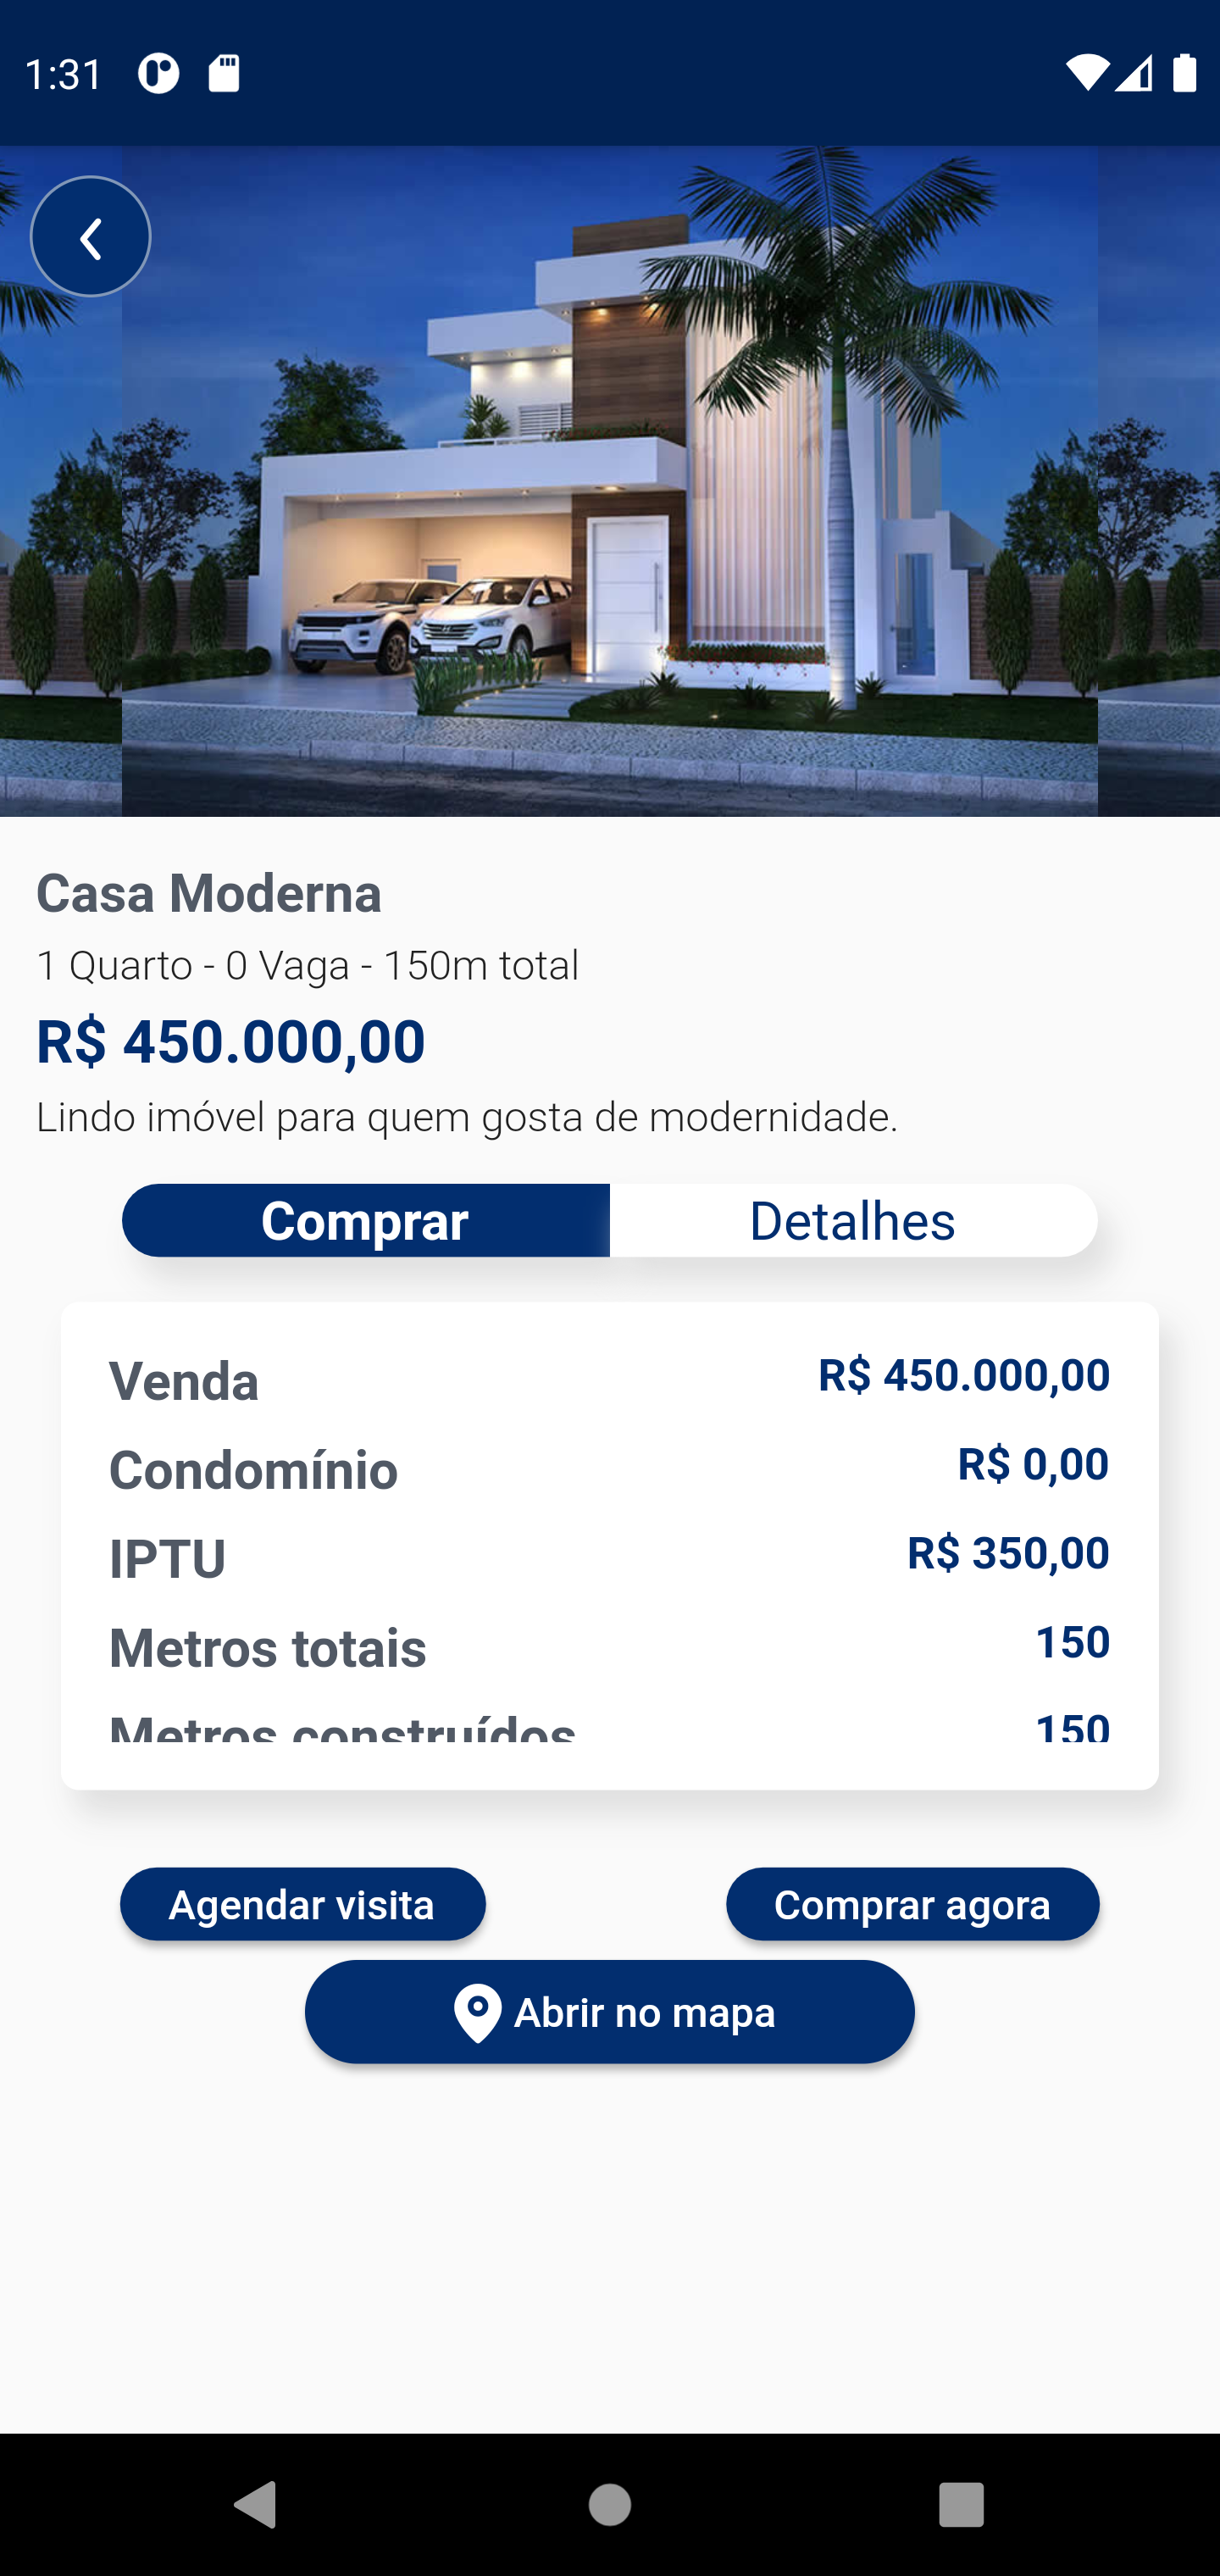 1:31
Casa Moderna
1 Quarto - 0 Vaga - 150m total
R$ 450.000,00
Lindo imóvel para quem gosta de modernidade.
Comprar Detalhes
Venda R$ 450.000,00
Condomínio R$ 0,00
IPTU R$ 350,00
Metros totais 150
Metros construídos 150
Agendar visita Comprar agora
Abrir no mapa